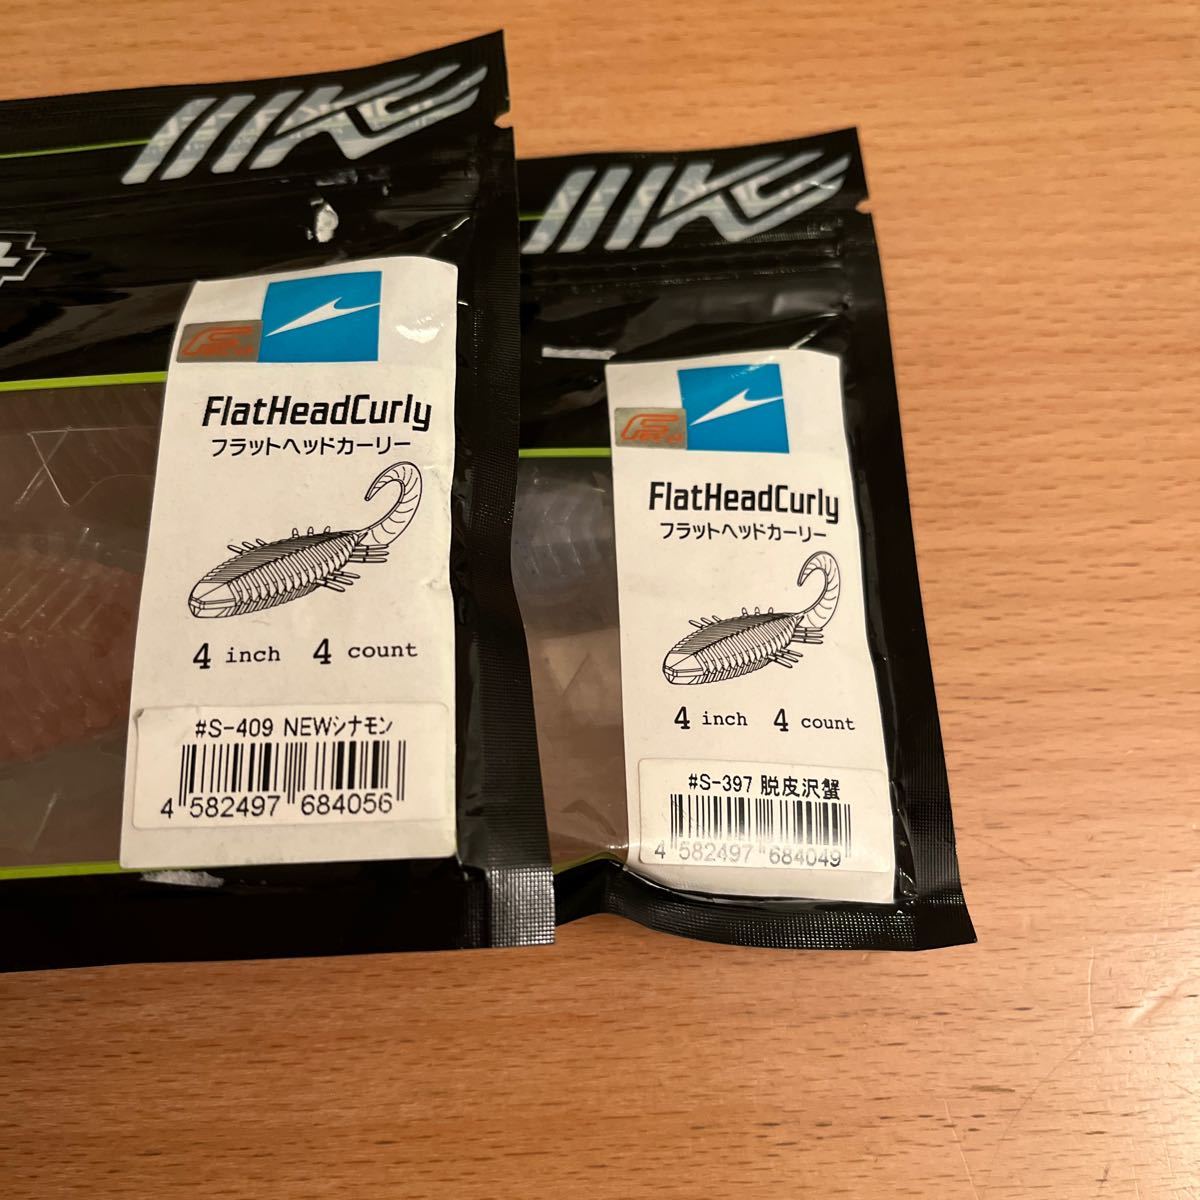 FlatHeadCurly
フラットヘッドカーリー
4 inch 4 count
#S-409 NEWシナモン
4 582497 684056
FlatHeadCurly
フラットヘッドカーリー
4 inch 4 count
#S-397 脱皮沢蟹
4 582497 684049